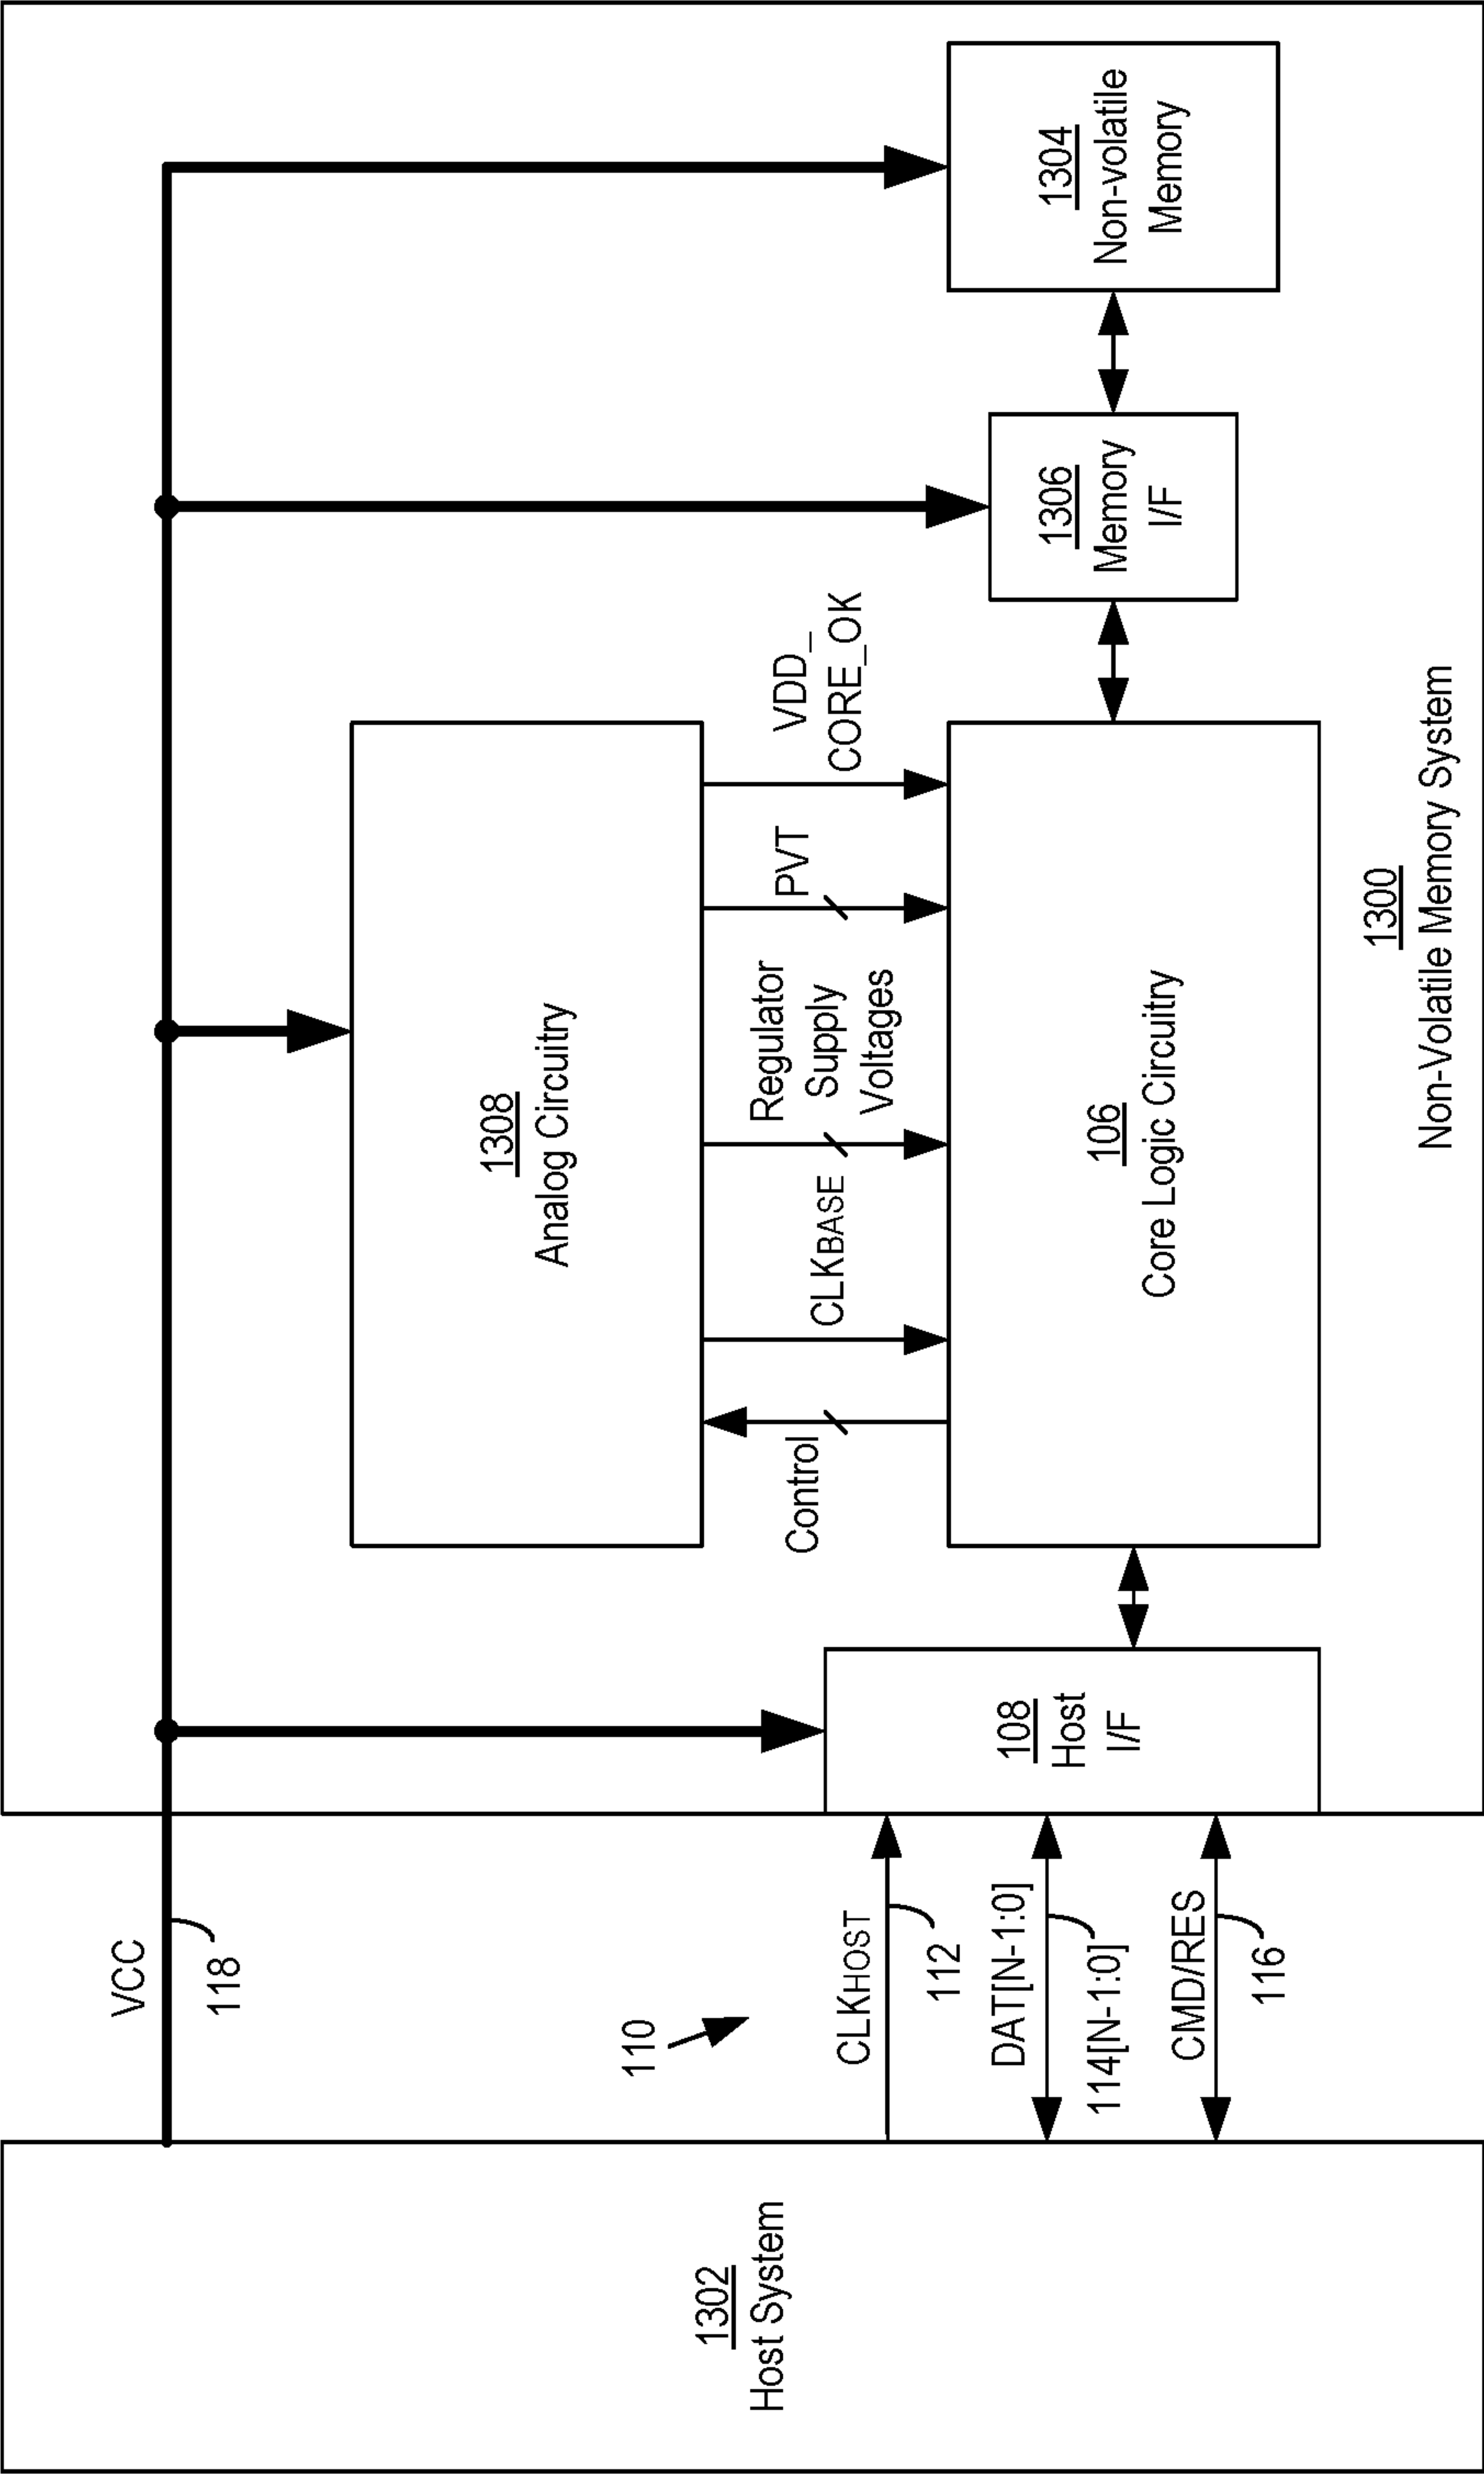 VCC
118
1302
Host System
110
CLKHOST
112
DAT[N-1:0]
114[N-1:0]
CMD/RES
116
108
Host
I/F
1308
Analog Circuitry
Control
CLKBASE
Regulator
Supply
Voltages
PVT
VDD_
CORE_OK
106
Core Logic Circuitry
1306
Memory
I/F
1304
Non-volatile
Memory
1300
Non-Volatile Memory System